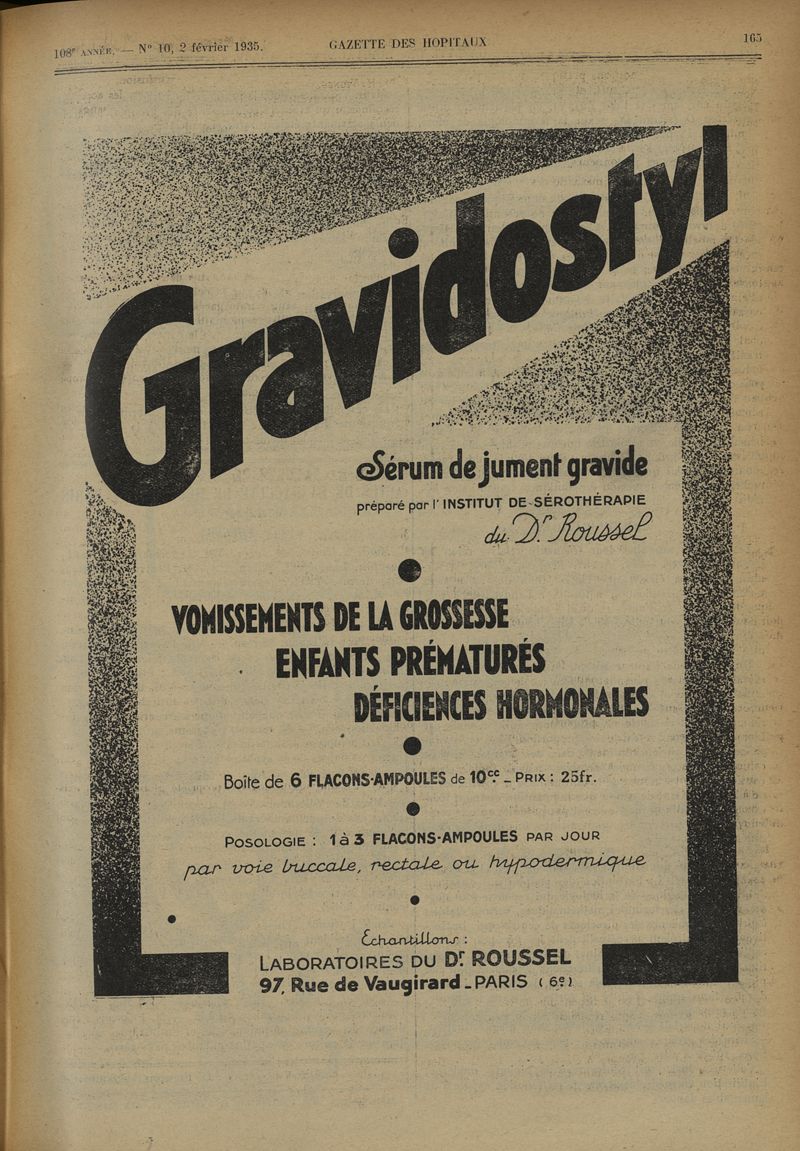 108e ANNÉE. — N° 10, 2 février 1935.
GAZETTE DES HOPITAUX
165
Gravidostyl
Sérum de jument gravide
préparé par l'INSTITUT DE SÉROTHÉRAPIE
du Dr. Roussel
VOMISSEMENTS DE LA GROSSESSE
ENFANTS PRÉMATURÉS
DÉFICIENCES HORMONALES
Boîte de 6 FLACONS-AMPOULES de 10cc. - PRIX : 25fr.
POSOLOGIE : 1 à 3 FLACONS-AMPOULES PAR JOUR
par voie buccale, rectale ou hypodermique
Échantillons :
LABORATOIRES DU Dr ROUSSEL
97, Rue de Vaugirard - PARIS (6e)